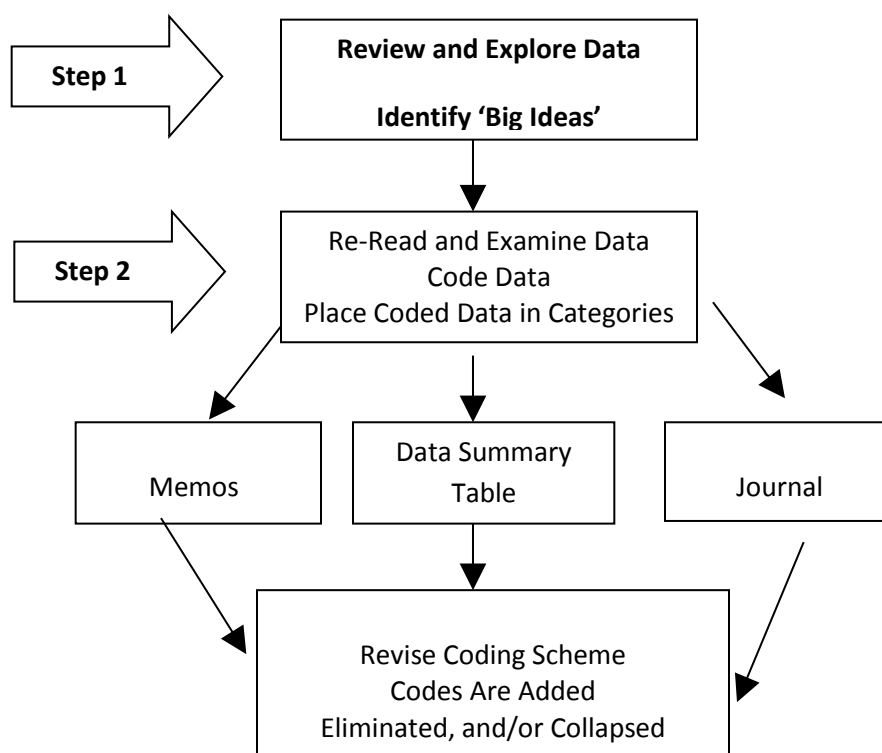 Step 1
Review and Explore Data
Identify ‘Big Ideas’
Step 2
Re-Read and Examine Data
Code Data
Place Coded Data in Categories
Memos
Data Summary
Table
Journal
Revise Coding Scheme
Codes Are Added
Eliminated, and/or Collapsed